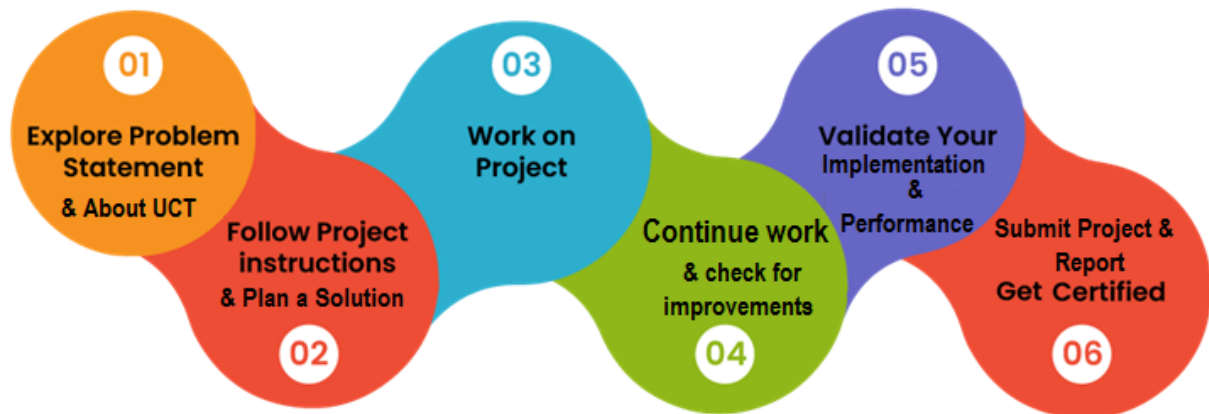 01
Explore Problem
Statement
& About UCT
Follow Project
instructions
& Plan a Solution
02
03
Work on
Project
Continue work
& check for
improvements
04
05
Validate Your
Implementation
&
Performance
Submit Project &
Report
Get Certified
06